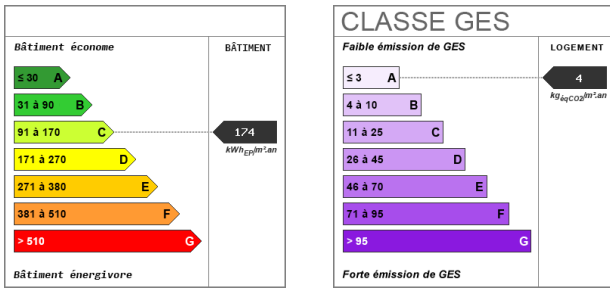 Bâtiment économe
BÂTIMENT
≤ 30 A
31 à 90 B
91 à 170 C
174
kWhEP/m².an
171 à 270 D
271 à 380 E
381 à 510 F
> 510 G
Bâtiment énergivore
CLASSE GES
Faible émission de GES
LOGEMENT
≤ 3 A
4
kgéqCO2/m².an
4 à 10 B
11 à 25 C
26 à 45 D
46 à 70 E
71 à 95 F
> 95 G
Forte émission de GES